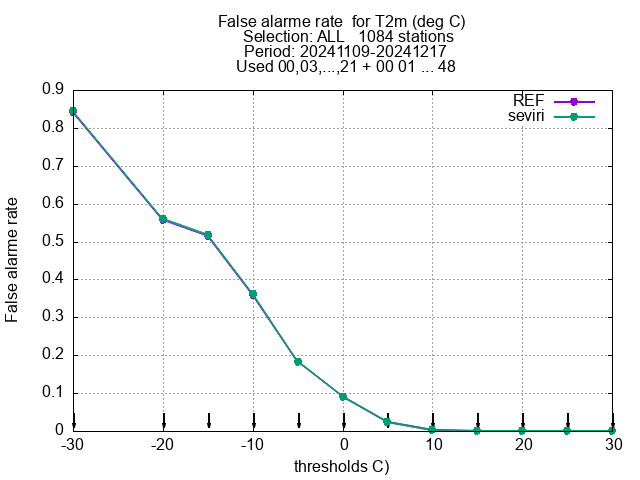 False alarme rate  for T2m (deg C)
Selection: ALL   1084 stations
Period: 20241109-20241217
Used 00,03,...,21 + 00 01 ... 48
REF
seviri
0.9
0.8
0.7
0.6
0.5
0.4
0.3
0.2
0.1
0
False alarme rate
-30 -20 -10 0 10 20 30
thresholds C)